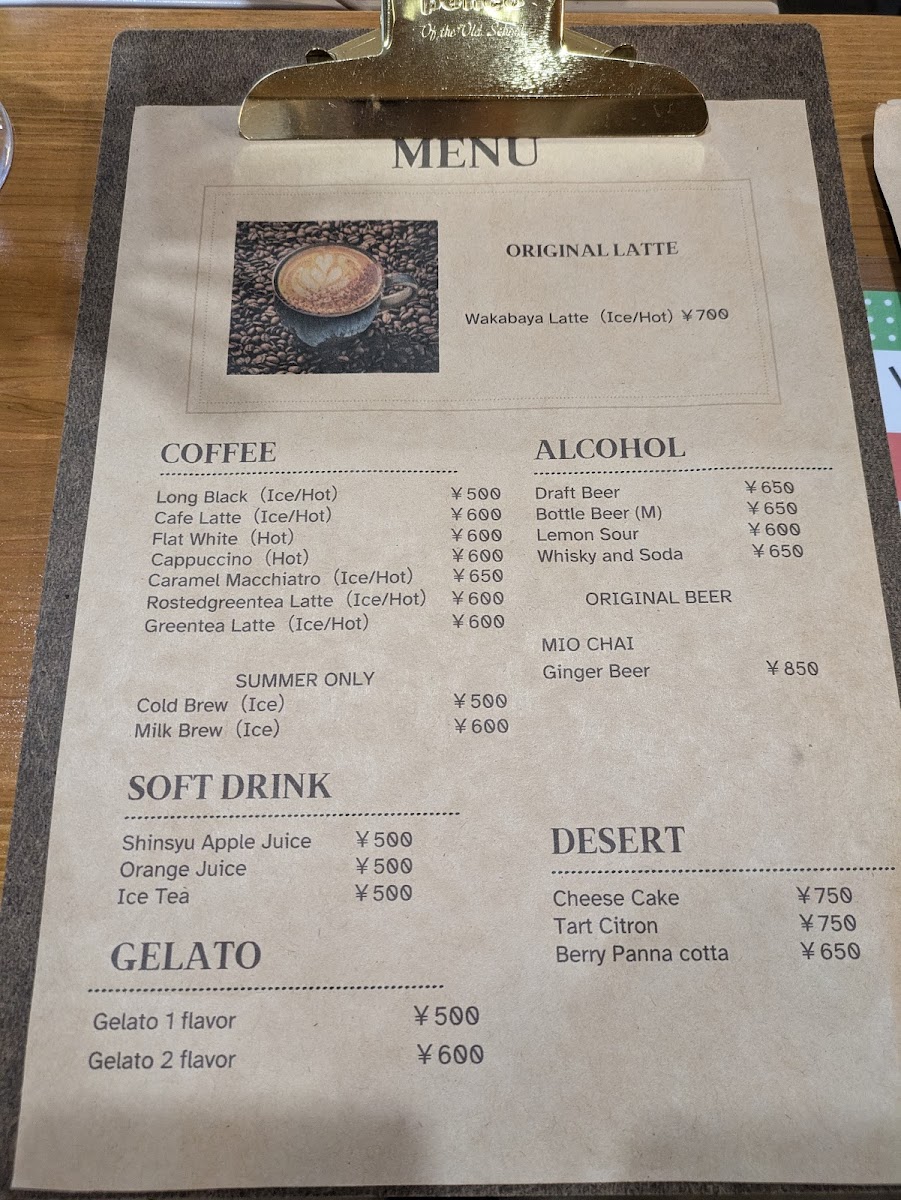 Of the Old School
MENU
ORIGINAL LATTE
Wakabaya Latte（Ice/Hot）￥700
COFFEE
Long Black（Ice/Hot） ￥500
Cafe Latte（Ice/Hot） ￥600
Flat White（Hot） ￥600
Cappuccino（Hot） ￥600
Caramel Macchiatro（Ice/Hot） ￥650
Rostedgreentea Latte（Ice/Hot） ￥600
Greentea Latte（Ice/Hot） ￥600
SUMMER ONLY
Cold Brew（Ice） ￥500
Milk Brew（Ice） ￥600
ALCOHOL
Draft Beer ￥650
Bottle Beer (M) ￥650
Lemon Sour ￥600
Whisky and Soda ￥650
ORIGINAL BEER
MIO CHAI
Ginger Beer ￥850
SOFT DRINK
Shinsyu Apple Juice ￥500
Orange Juice ￥500
Ice Tea ￥500
GELATO
Gelato 1 flavor ￥500
Gelato 2 flavor ￥600
DESERT
Cheese Cake ￥750
Tart Citron ￥750
Berry Panna cotta ￥650